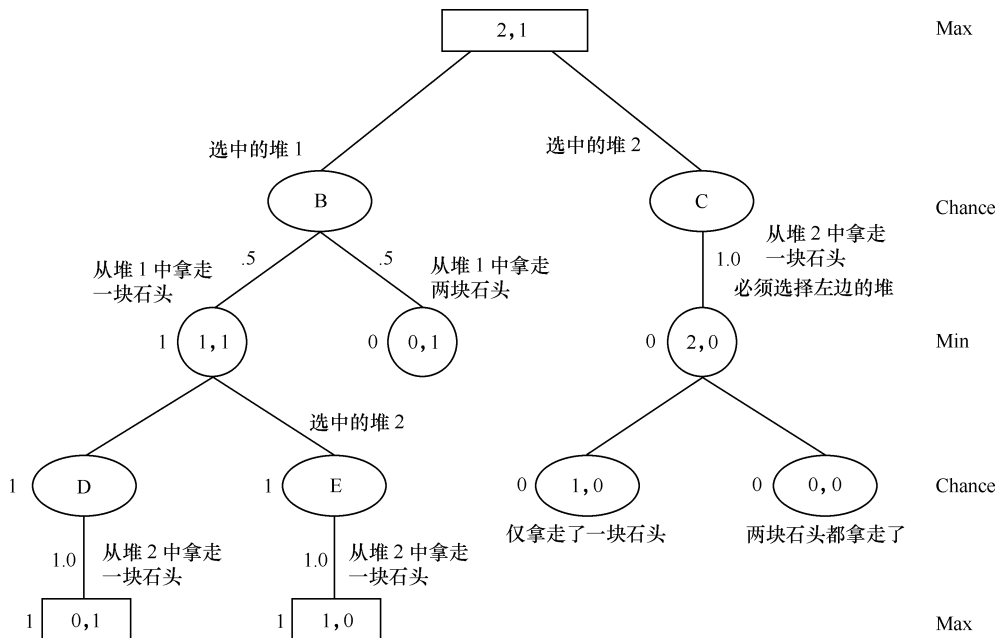 2,1
Max
选中的堆 1
选中的堆 2
B
C
Chance
.5
.5
从堆 1 中拿走
一块石头
从堆 1 中拿走
两块石头
1.0
从堆 2 中拿走
一块石头
必须选择左边的堆
1
1,1
0
0,1
0
2,0
Min
选中的堆 2
1
D
1
E
0
1,0
0
0,0
Chance
仅拿走了一块石头
两块石头都拿走了
1.0
从堆 2 中拿走
一块石头
1.0
从堆 2 中拿走
一块石头
1
0,1
1
1,0
Max